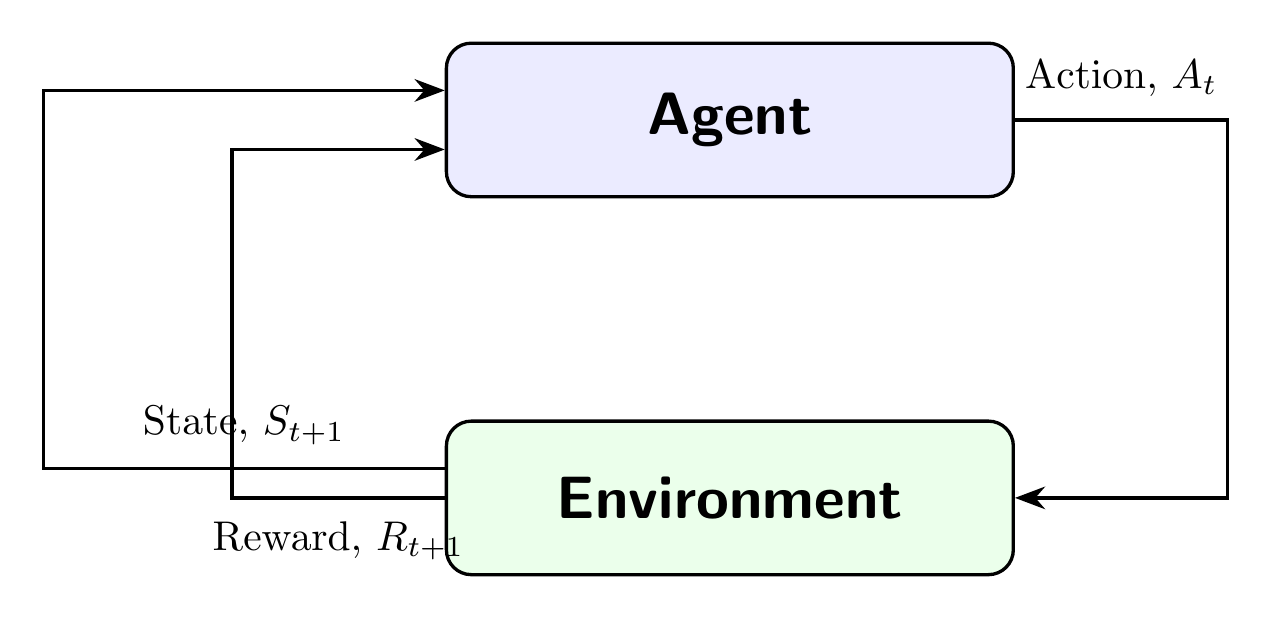 Agent
Action, $A_t$
State, $S_{t+1}$
Environment
Reward, $R_{t+1}$